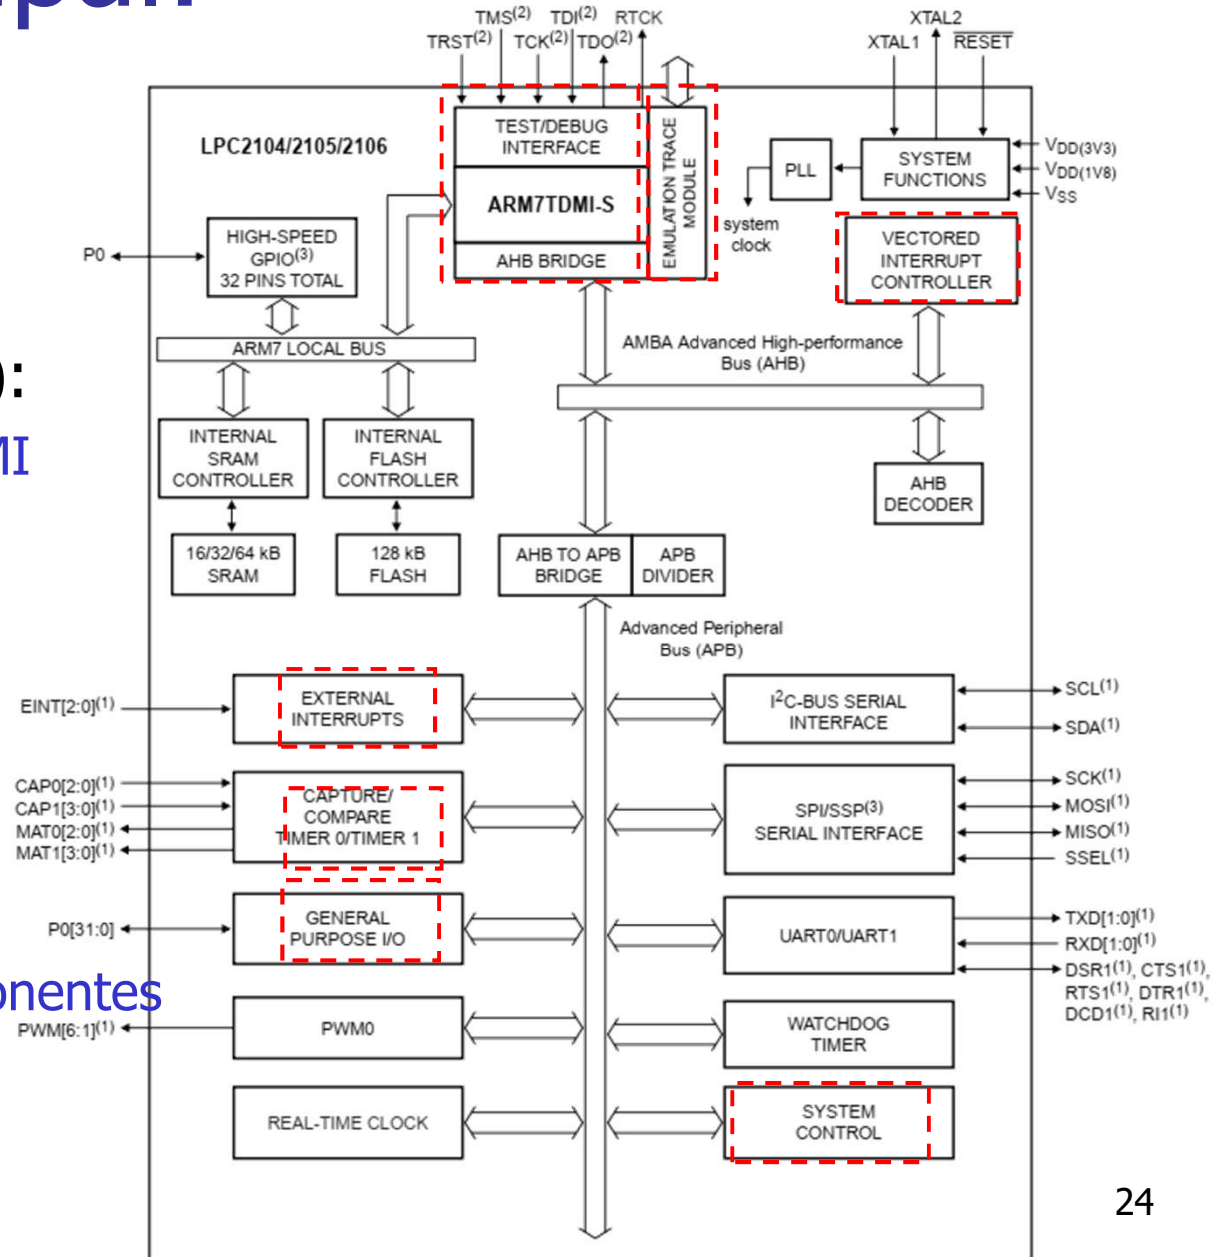 TMS(2) TDI(2) RTCK
TRST(2) TCK(2) TDO(2)
XTAL2
XTAL1 RESET
LPC2104/2105/2106
TEST/DEBUG
INTERFACE
ARM7TDMI-S
AHB BRIDGE
EMULATION TRACE
MODULE
PLL
system
clock
SYSTEM
FUNCTIONS
VDD(3V3)
VDD(1V8)
VSS
P0
HIGH-SPEED
GPIO(3)
32 PINS TOTAL
VECTORED
INTERRUPT
CONTROLLER
ARM7 LOCAL BUS
AMBA Advanced High-performance
Bus (AHB)
):
MI
INTERNAL
SRAM
CONTROLLER
INTERNAL
FLASH
CONTROLLER
AHB
DECODER
16/32/64 kB
SRAM
128 kB
FLASH
AHB TO APB
BRIDGE
APB
DIVIDER
Advanced Peripheral
Bus (APB)
EINT[2:0](1)
EXTERNAL
INTERRUPTS
I2C-BUS SERIAL
INTERFACE
SCL(1)
SDA(1)
CAP0[2:0](1)
CAP1[3:0](1)
MAT0[2:0](1)
MAT1[3:0](1)
CAPTURE/
COMPARE
TIMER 0/TIMER 1
SPI/SSP(3)
SERIAL INTERFACE
SCK(1)
MOSI(1)
MISO(1)
SSEL(1)
P0[31:0]
GENERAL
PURPOSE I/O
UART0/UART1
TXD[1:0](1)
RXD[1:0](1)
DSR1(1), CTS1(1),
RTS1(1), DTR1(1),
DCD1(1), RI1(1)
onentes
PWM[6:1](1)
PWM0
WATCHDOG
TIMER
REAL-TIME CLOCK
SYSTEM
CONTROL
24